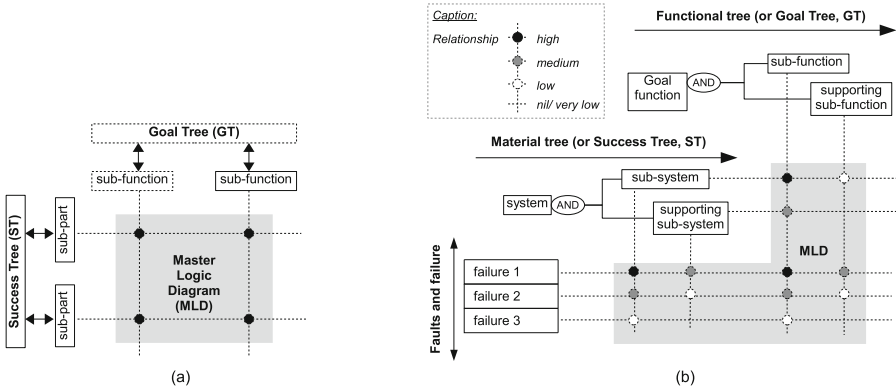 Goal Tree (GT)
sub-function
sub-function
Success Tree (ST)
sub-part
sub-part
Master
Logic
Diagram
(MLD)
(a)
Caption:
Relationship
high
medium
low
nil/ very low
Functional tree (or Goal Tree, GT)
Goal
function
AND
sub-function
supporting
sub-function
Material tree (or Success Tree, ST)
system
AND
sub-system
supporting
sub-system
MLD
Faults and failure
failure 1
failure 2
failure 3
(b)